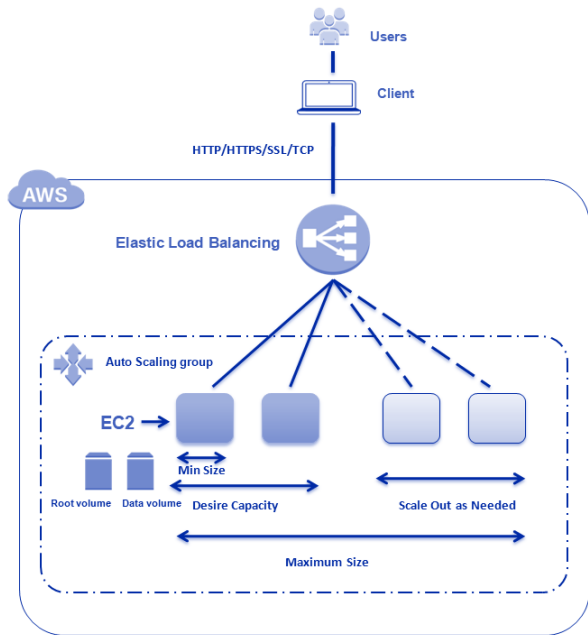 Users
Client
HTTP/HTTPS/SSL/TCP
AWS
Elastic Load Balancing
Auto Scaling group
EC2
Min Size
Root volume
Data volume
Desire Capacity
Scale Out as Needed
Maximum Size